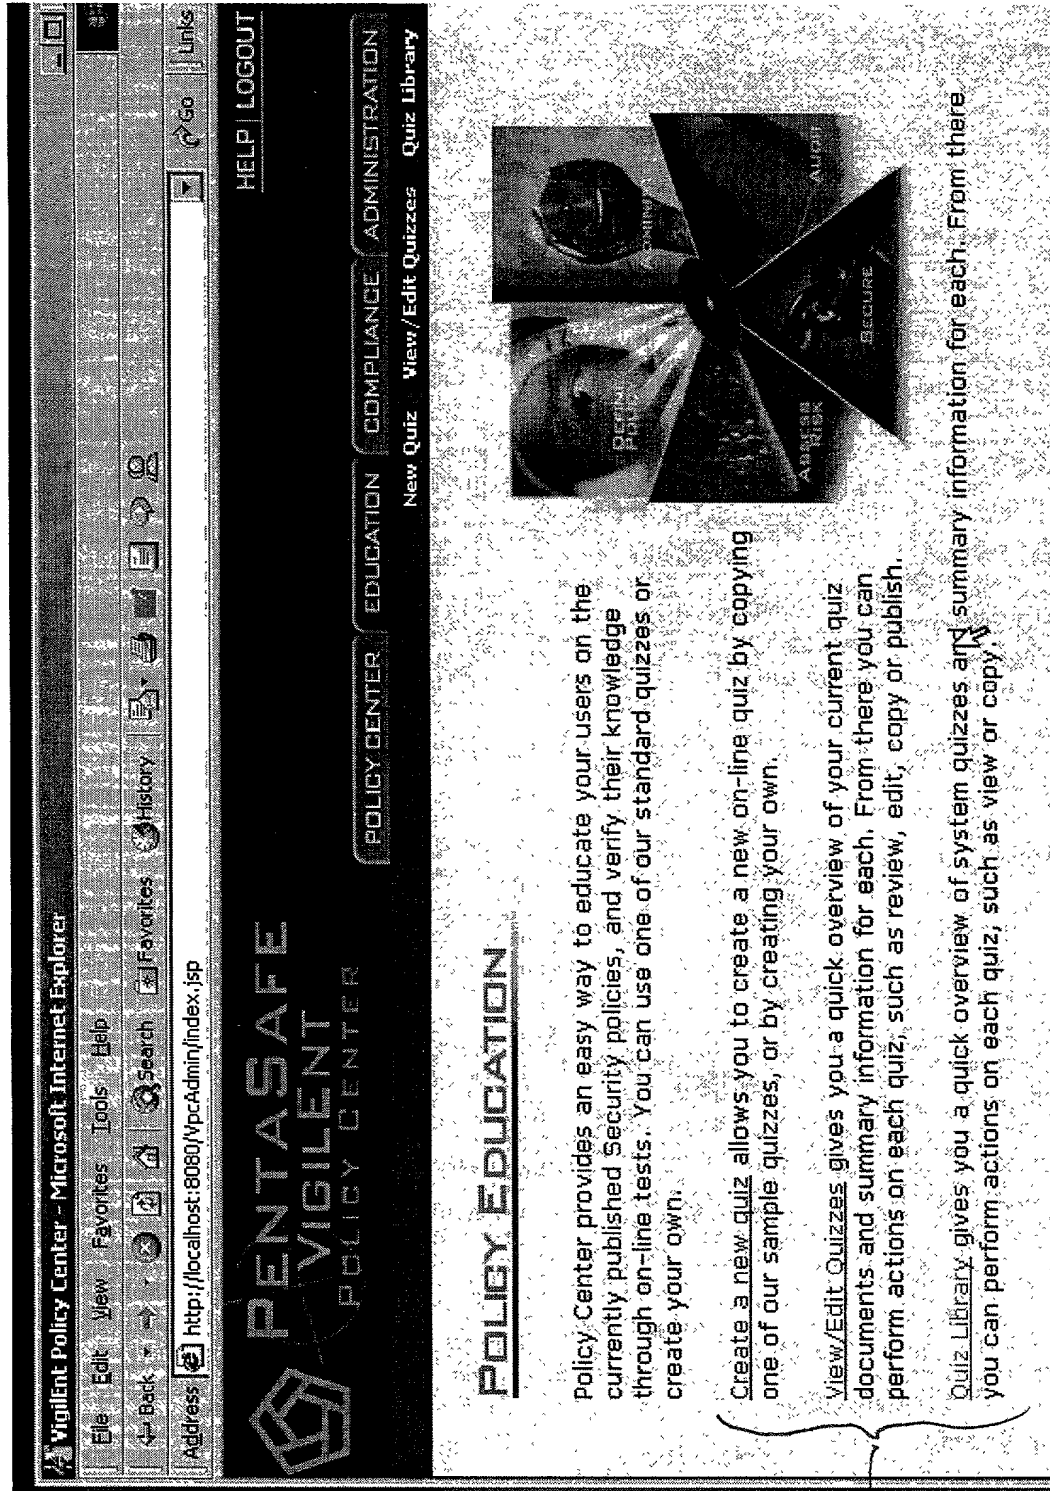 VigilEnt Policy Center - Microsoft Internet Explorer
File Edit View Favorites Tools Help
Back Search Favorites History
Address http://localhost:8080/VpcAdmin/index.jsp Go Links
HELP | LOGOUT
PENTASAFE
VIGILENT
POLICY CENTER
POLICY CENTER EDUCATION COMPLIANCE ADMINISTRATION
New Quiz View/Edit Quizzes Quiz Library
POLICY EDUCATION
Policy Center provides an easy way to educate your users on the
currently published Security policies, and verify their knowledge
through on-line tests. You can use one of our standard quizzes or
create your own.
Create a new quiz allows you to create a new on-line quiz by copying
one of our sample quizzes, or by creating your own.
View/Edit Quizzes gives you a quick overview of your current quiz
documents and summary information for each. From there you can
perform actions on each quiz, such as review, edit, copy or publish.
Quiz Library gives you a quick overview of system quizzes and summary information for each. From there
you can perform actions on each quiz, such as view or copy.
ASSESS
RISK
SECURE
AUDIT